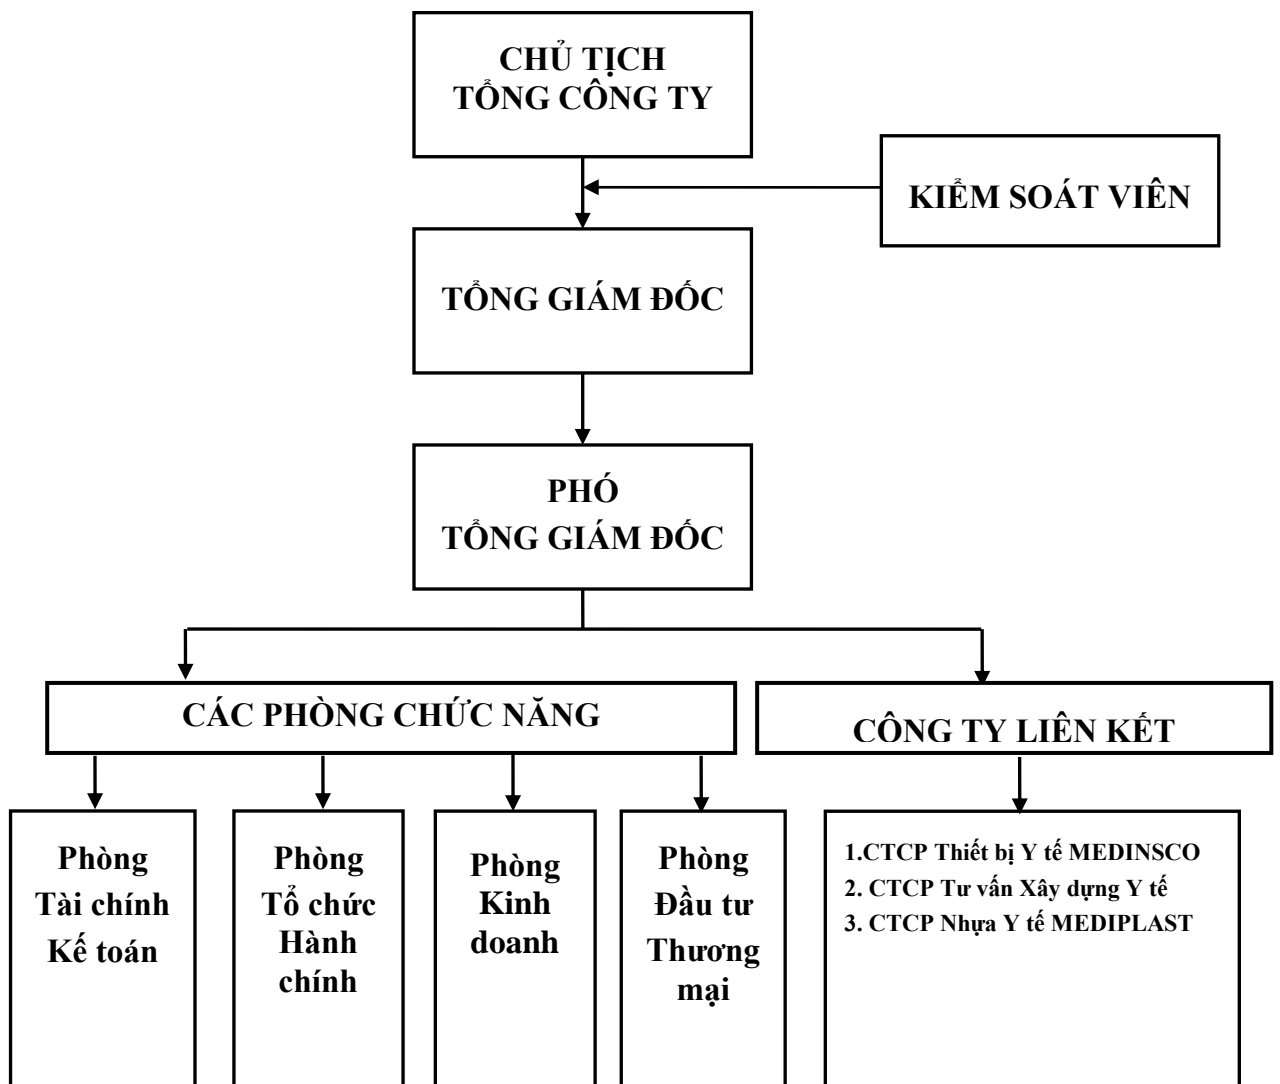 CHỦ TỊCH
TỔNG CÔNG TY
KIỂM SOÁT VIÊN
TỔNG GIÁM ĐỐC
PHÓ
TỔNG GIÁM ĐỐC
CÁC PHÒNG CHỨC NĂNG
CÔNG TY LIÊN KẾT
Phòng
Tài chính
Kế toán
Phòng
Tổ chức
Hành
chính
Phòng
Kinh
doanh
Phòng
Đầu tư
Thương
mại
1.CTCP Thiết bị Y tế MEDINSCO
2. CTCP Tư vấn Xây dựng Y tế
3. CTCP Nhựa Y tế MEDIPLAST